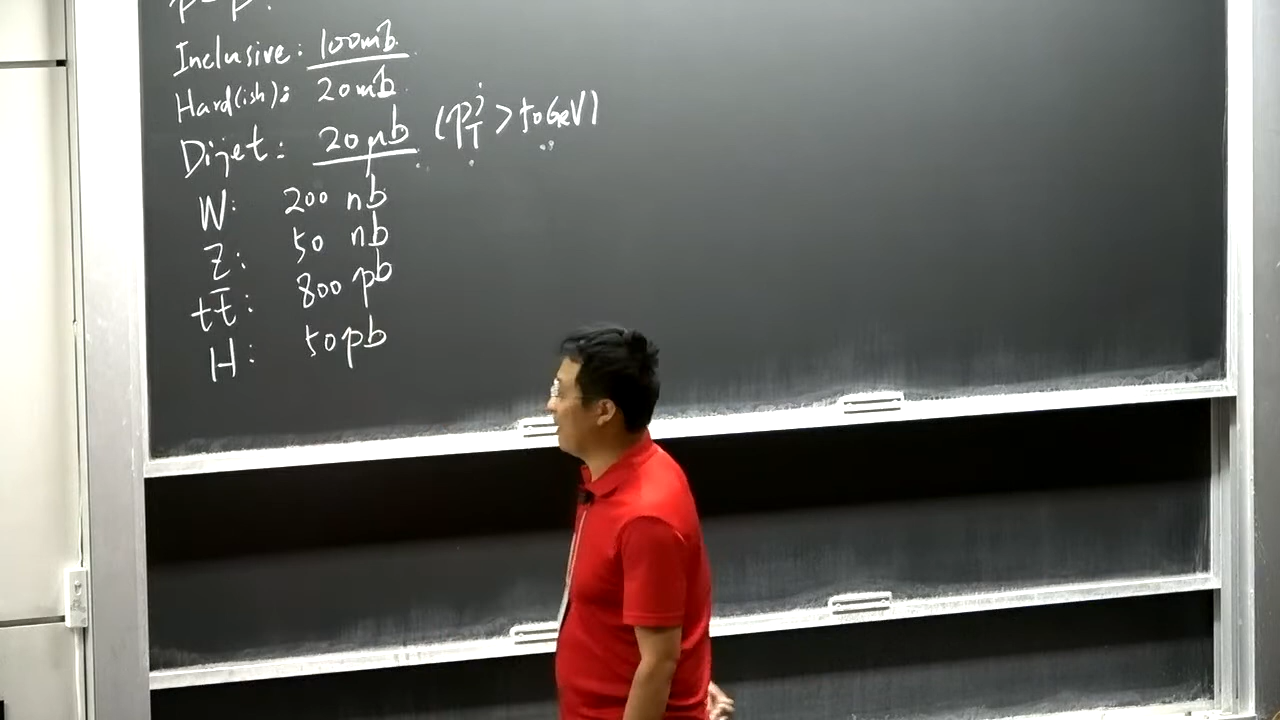 p-p:
Inclusive: 100mb
Hard(ish): 20mb
Dijet: 20μb (p_T^j > 50GeV)
W: 200 nb
Z: 50 nb
tt̄: 800 pb
H: 50pb